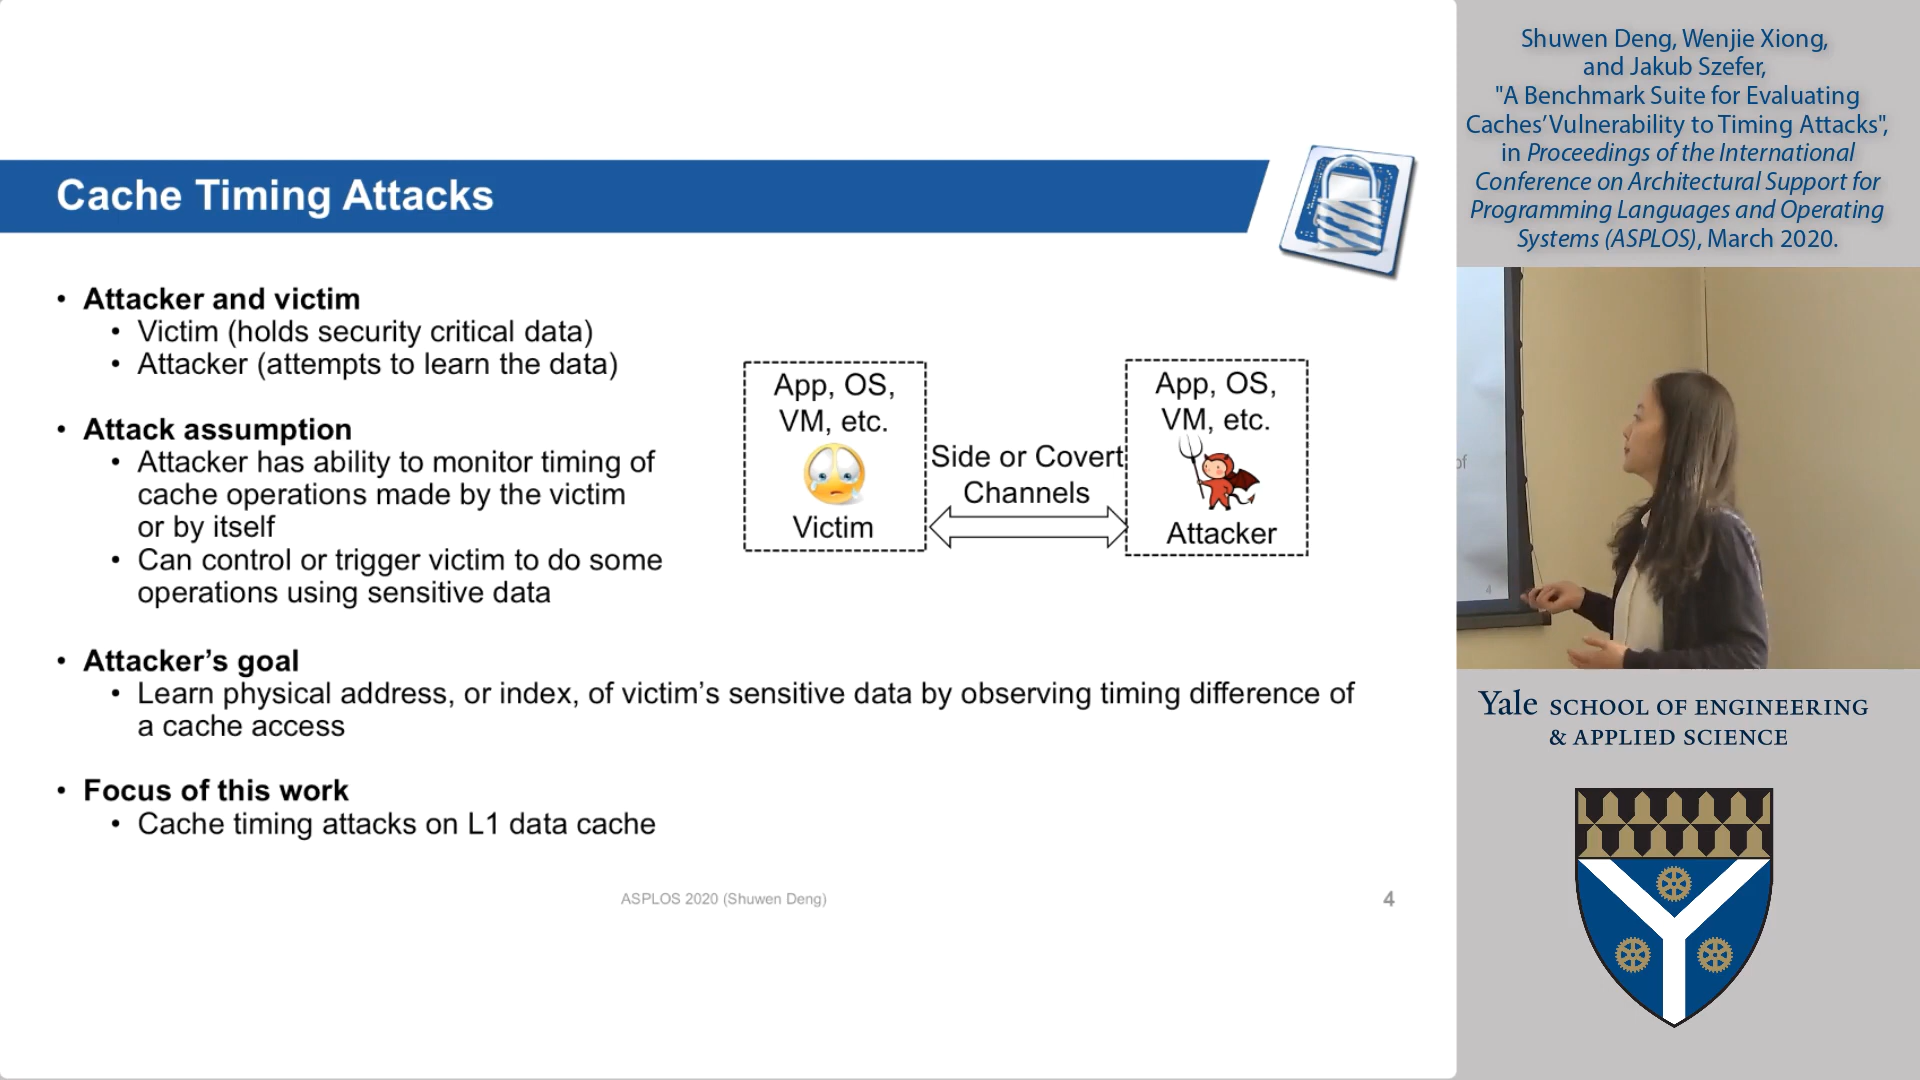 Cache Timing Attacks
• Attacker and victim
• Victim (holds security critical data)
• Attacker (attempts to learn the data)
• Attack assumption
• Attacker has ability to monitor timing of
cache operations made by the victim
or by itself
• Can control or trigger victim to do some
operations using sensitive data
• Attacker’s goal
• Learn physical address, or index, of victim’s sensitive data by observing timing difference of
a cache access
• Focus of this work
• Cache timing attacks on L1 data cache
App, OS,
VM, etc.
Victim
Side or Covert
Channels
App, OS,
VM, etc.
Attacker
ASPLOS 2020 (Shuwen Deng)
4
Shuwen Deng, Wenjie Xiong,
and Jakub Szefer,
"A Benchmark Suite for Evaluating
Caches’ Vulnerability to Timing Attacks",
in Proceedings of the International
Conference on Architectural Support for
Programming Languages and Operating
Systems (ASPLOS), March 2020.
of
4
Yale SCHOOL OF ENGINEERING
& APPLIED SCIENCE